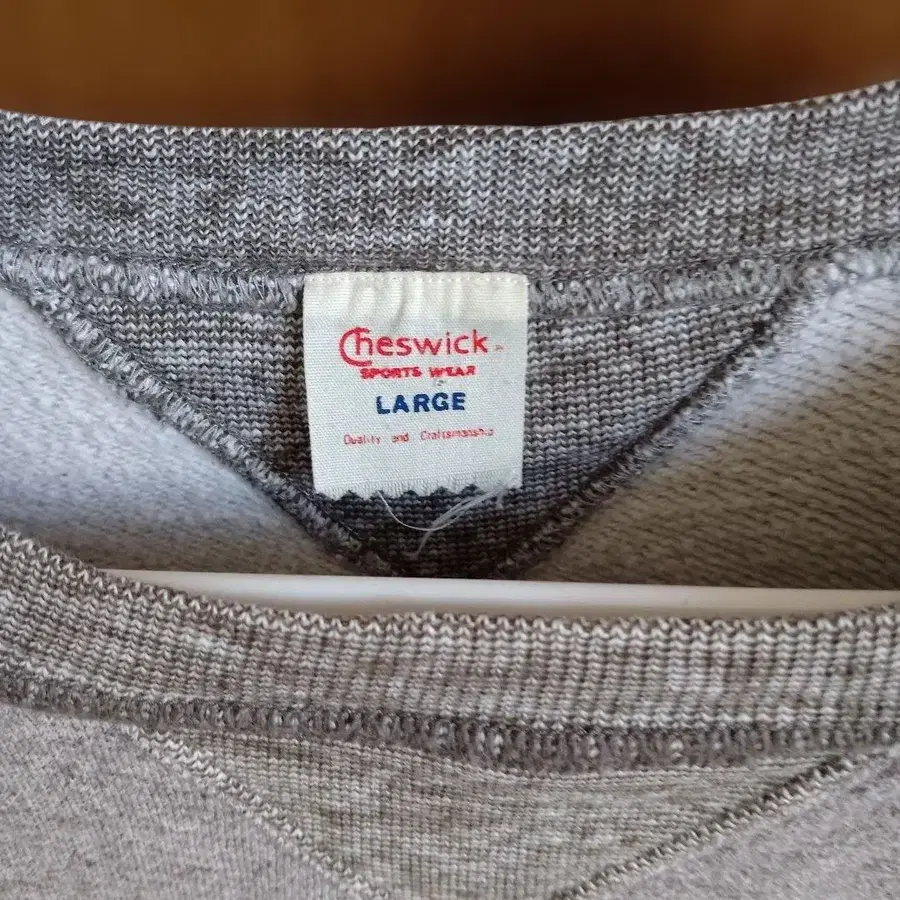 Cheswick
SPORTS WEAR
LARGE
Quality and Craftsmanship